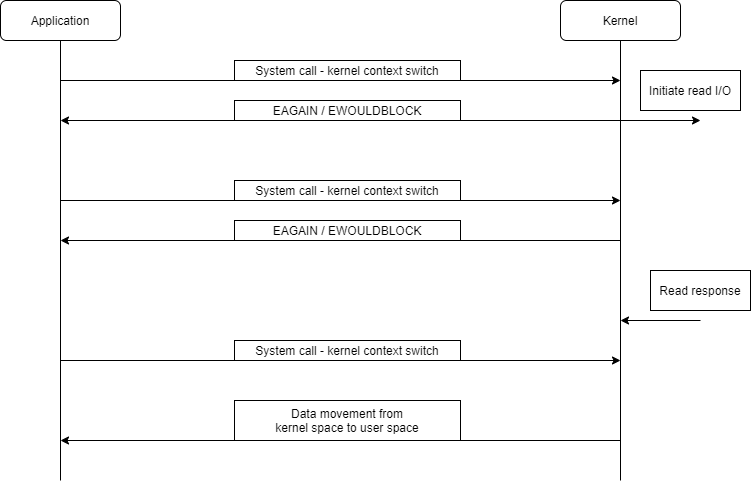 Application
Kernel
System call - kernel context switch
Initiate read I/O
EAGAIN / EWOULDBLOCK
System call - kernel context switch
EAGAIN / EWOULDBLOCK
Read response
System call - kernel context switch
Data movement from
kernel space to user space